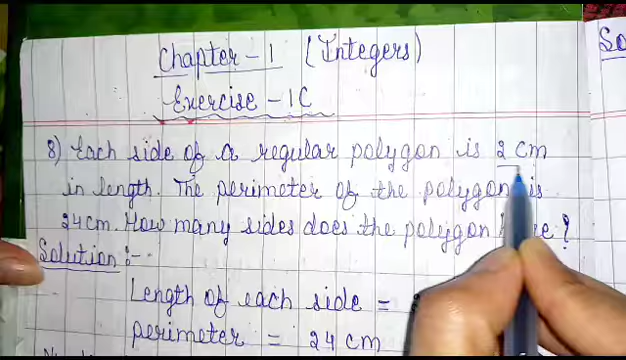 Chapter - 1 (Integers)
Exercise - 1C
So
8) Each side of a regular polygon is 2 cm
in length. The perimeter of the polygon is
24 cm. How many sides does the polygon ?
Solution :-
Length of each side =
perimeter = 24 cm